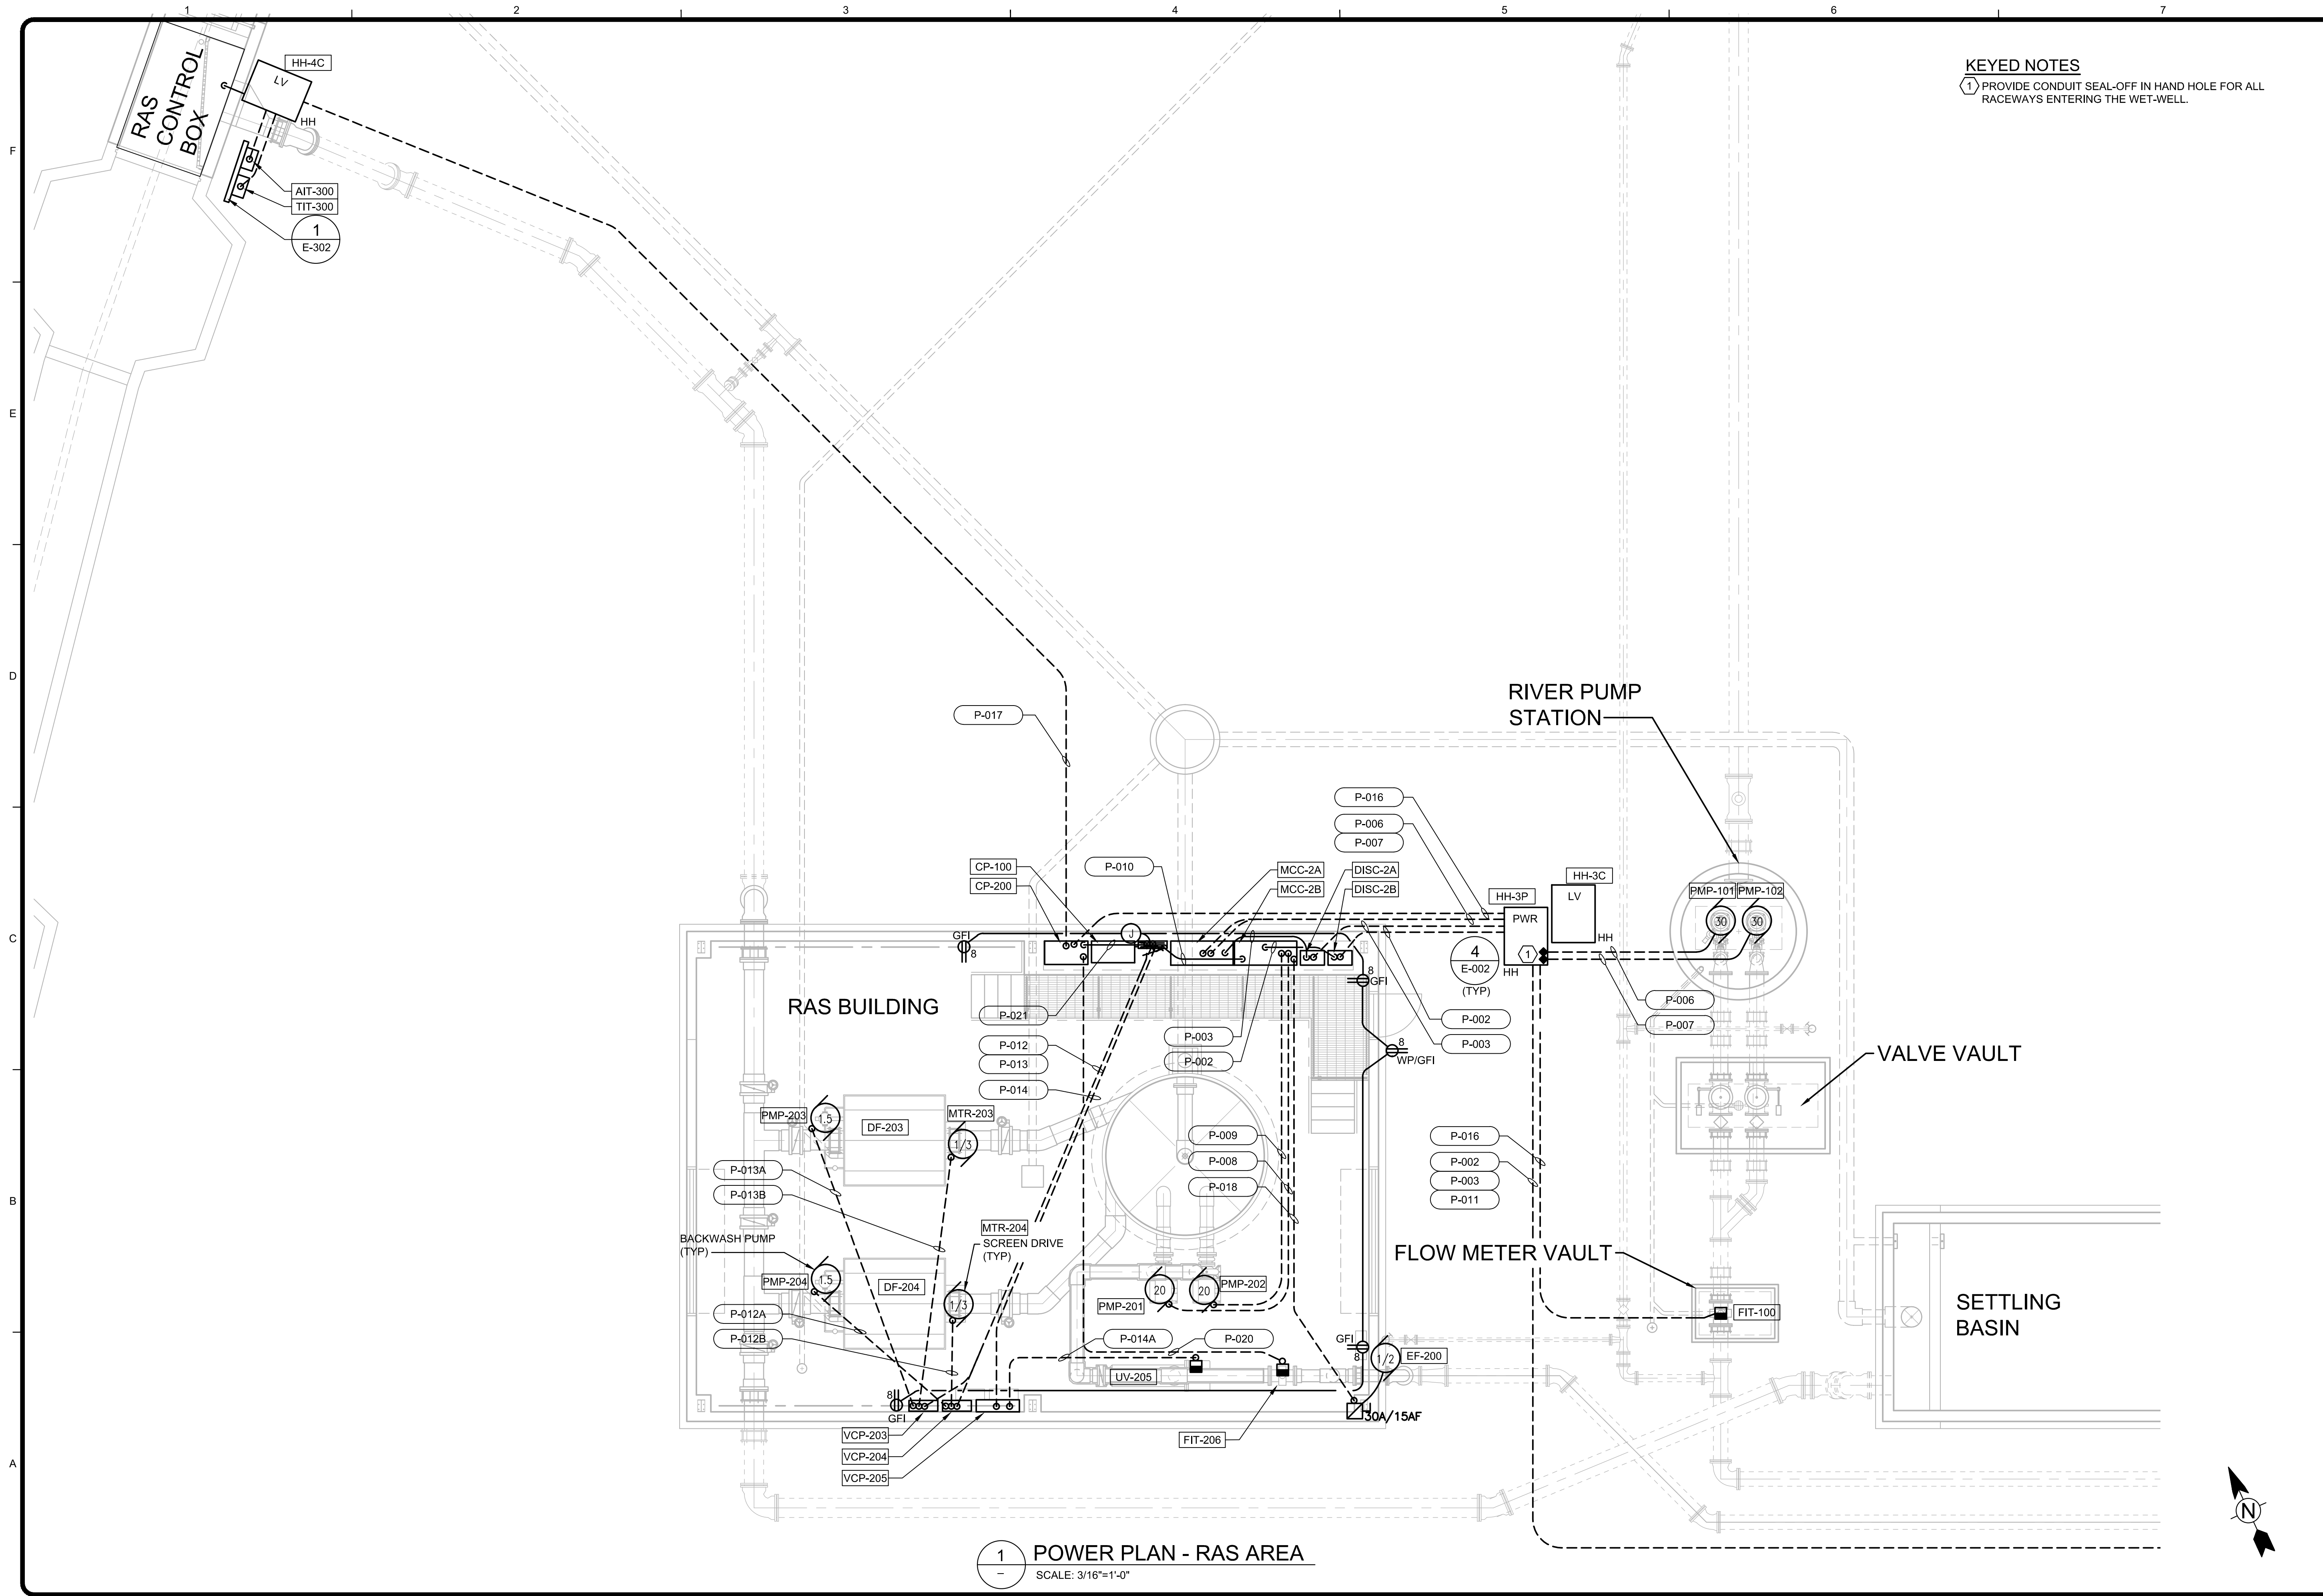 1
2
3
4
5
6
7
F
E
D
C
B
A
KEYED NOTES
1 PROVIDE CONDUIT SEAL-OFF IN HAND HOLE FOR ALL
RACEWAYS ENTERING THE WET-WELL.
RAS
CONTROL
BOX
HH-4C
LV
HH
AIT-300
TIT-300
1
E-302
P-017
RIVER PUMP
STATION
P-016
P-006
P-007
CP-100
CP-200
P-010
MCC-2A
MCC-2B
DISC-2A
DISC-2B
HH-3P
HH-3C
PWR
LV
HH
1
HH
4
E-002
(TYP)
PMP-101
PMP-102
30
30
GFI
8
J
8
GFI
RAS BUILDING
P-021
P-012
P-013
P-014
P-003
P-002
P-002
P-003
P-006
P-007
8
WP/GFI
VALVE VAULT
PMP-203
1.5
DF-203
MTR-203
1/3
P-009
P-008
P-018
P-016
P-002
P-003
P-011
P-013A
P-013B
MTR-204
SCREEN DRIVE
(TYP)
BACKWASH PUMP
(TYP)
PMP-204
1.5
DF-204
1/3
20
20
PMP-201
PMP-202
FLOW METER VAULT
FIT-100
SETTLING
BASIN
P-012A
P-012B
P-014A
P-020
GFI
8
1/2
EF-200
UV-205
8
GFI
30A/15AF
VCP-203
VCP-204
VCP-205
FIT-206
N
1
–
POWER PLAN - RAS AREA
SCALE: 3/16"=1'-0"